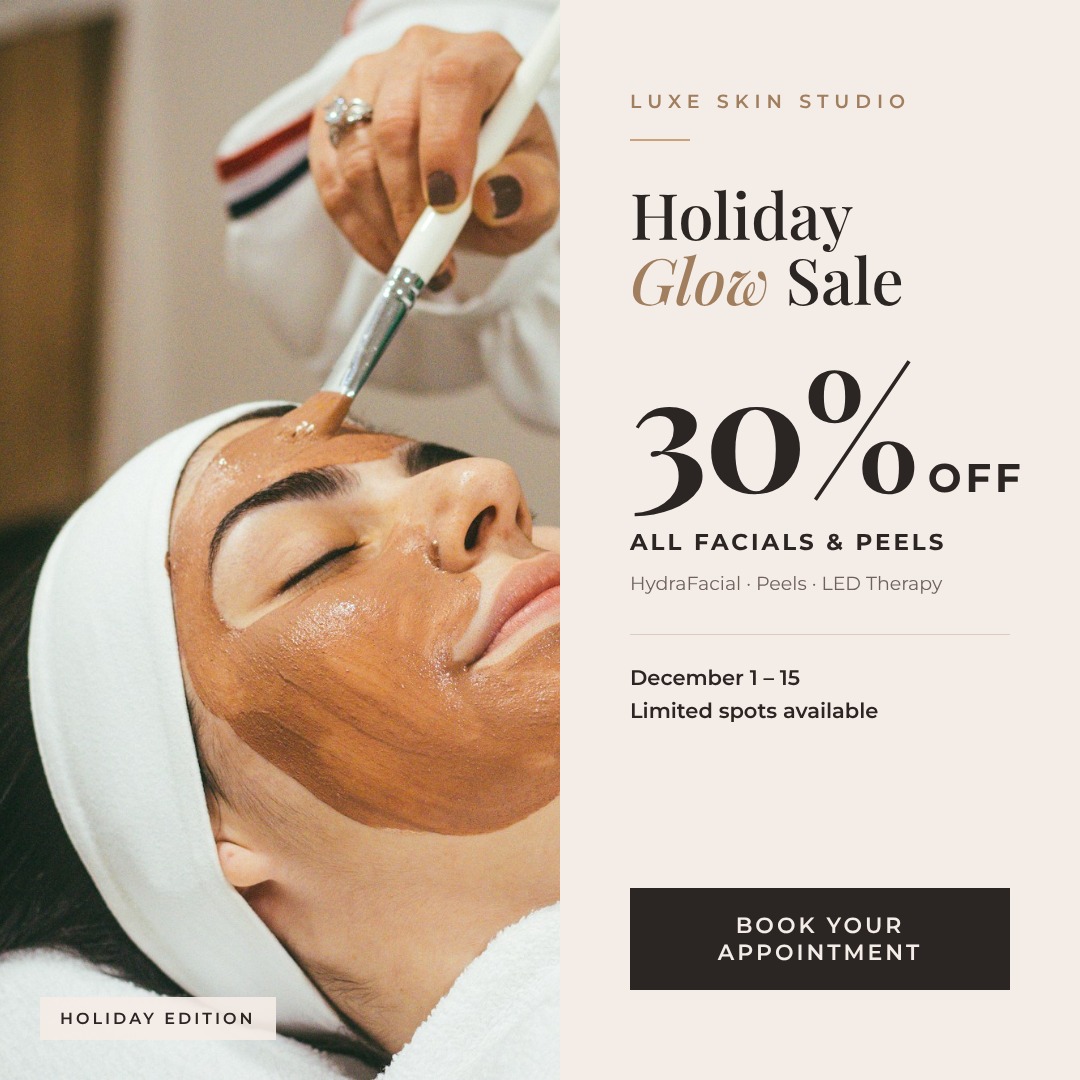 LUXE SKIN STUDIO
Holiday
Glow Sale
30% OFF
ALL FACIALS & PEELS
HydraFacial · Peels · LED Therapy
December 1 – 15
Limited spots available
BOOK YOUR
APPOINTMENT
HOLIDAY EDITION